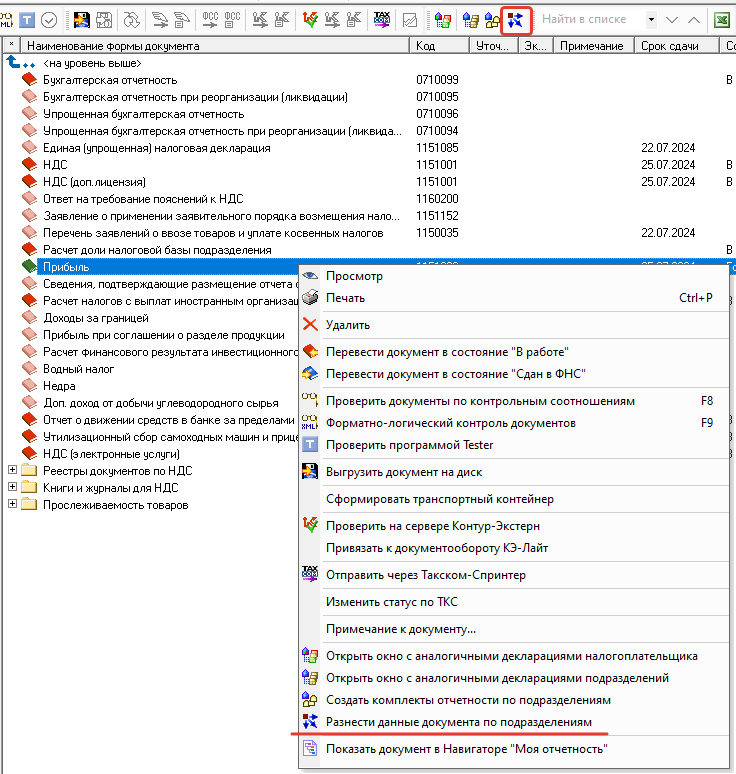 XML T ФСС ФСС TAX COM Найти в списке
* Наименование формы документа Код Уточ... Эк... Примечание Срок сдачи
<на уровень выше>
Бухгалтерская отчетность 0710099 В
Бухгалтерская отчетность при реорганизации (ликвидации) 0710095
Упрощенная бухгалтерская отчетность 0710096
Упрощенная бухгалтерская отчетность при реорганизации (ликвида... 0710094
Единая (упрощенная) налоговая декларация 1151085 22.07.2024
НДС 1151001 25.07.2024 В
НДС (доп.лицензия) 1151001 25.07.2024 В
Ответ на требование пояснений к НДС 1160200
Заявление о применении заявительного порядка возмещения нало... 1151152
Перечень заявлений о ввозе товаров и уплате косвенных налогов 1150035 22.07.2024
Расчет доли налоговой базы подразделения В
Прибыль
Сведения, подтверждающие размещение отчета о
Расчет налогов с выплат иностранным организац
Доходы за границей
Прибыль при соглашении о разделе продукции
Расчет финансового результата инвестиционного
Водный налог
Недра
Доп. доход от добычи углеводородного сырья
Отчет о движении средств в банке за пределами
Утилизационный сбор самоходных машин и прице
НДС (электронные услуги)
Реестры документов по НДС
Книги и журналы для НДС
Прослеживаемость товаров
Просмотр
Печать Ctrl+P
Удалить
Перевести документ в состояние "В работе"
Перевести документ в состояние "Сдан в ФНС"
Проверить документы по контрольным соотношениям F8
XML Форматно-логический контроль документов F9
T Проверить программой Tester
Выгрузить документ на диск
Сформировать транспортный контейнер
Проверить на сервере Контур-Экстерн
Привязать к документообороту КЭ-Лайт
TAX COM Отправить через Такском-Спринтер
Изменить статус по ТКС
Примечание к документу...
Открыть окно с аналогичными декларациями налогоплательщика
Открыть окно с аналогичными декларациями подразделений
Создать комплекты отчетности по подразделениям
Разнести данные документа по подразделениям
Показать документ в Навигаторе "Моя отчетность"